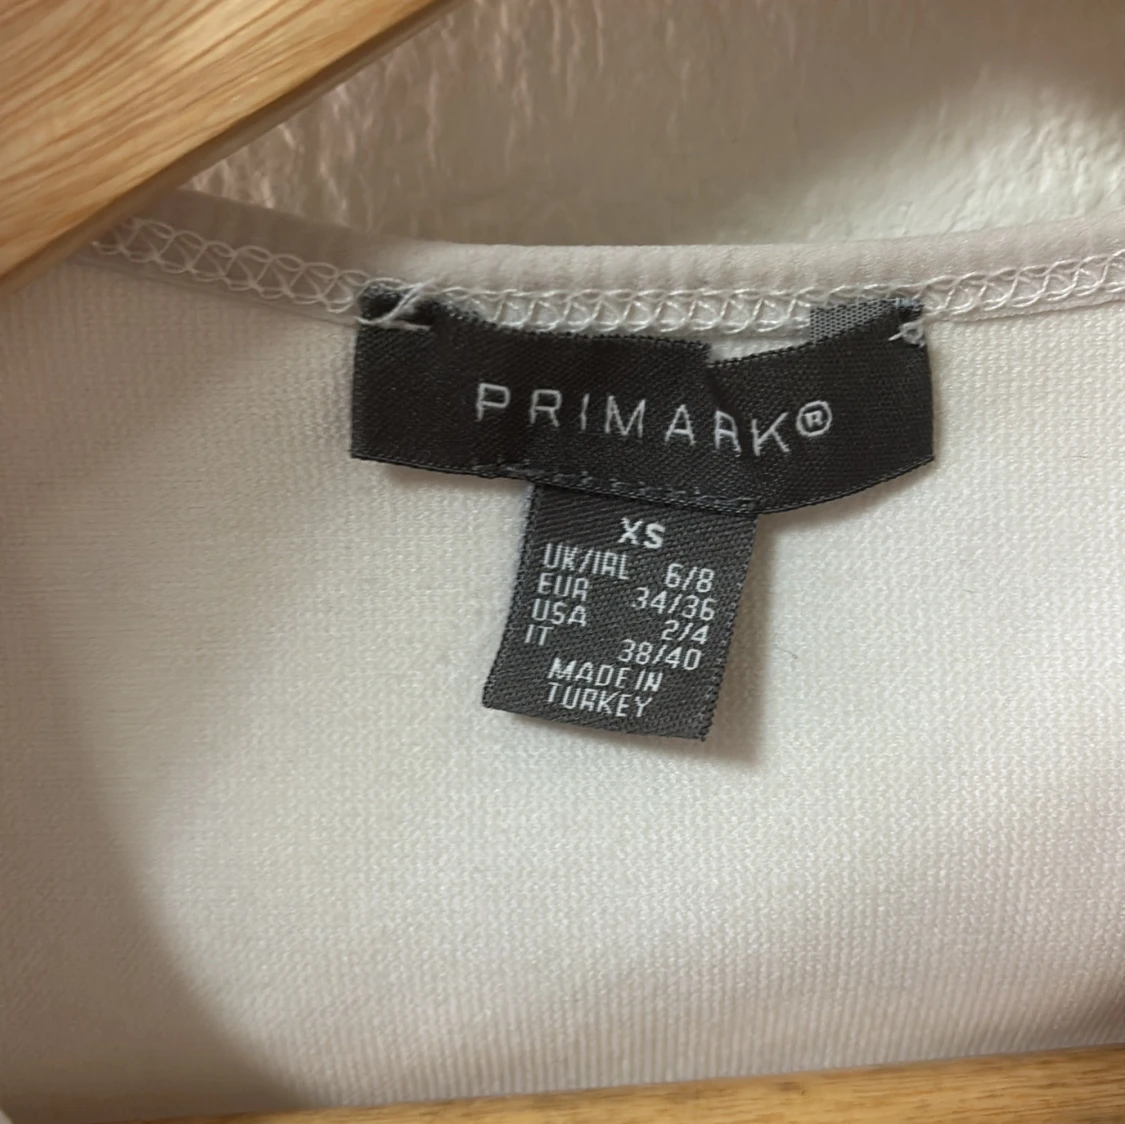 PRIMARK®
XS
UK/IRL 6/8
EUR 34/36
USA 2/4
IT 38/40
MADE IN
TURKEY